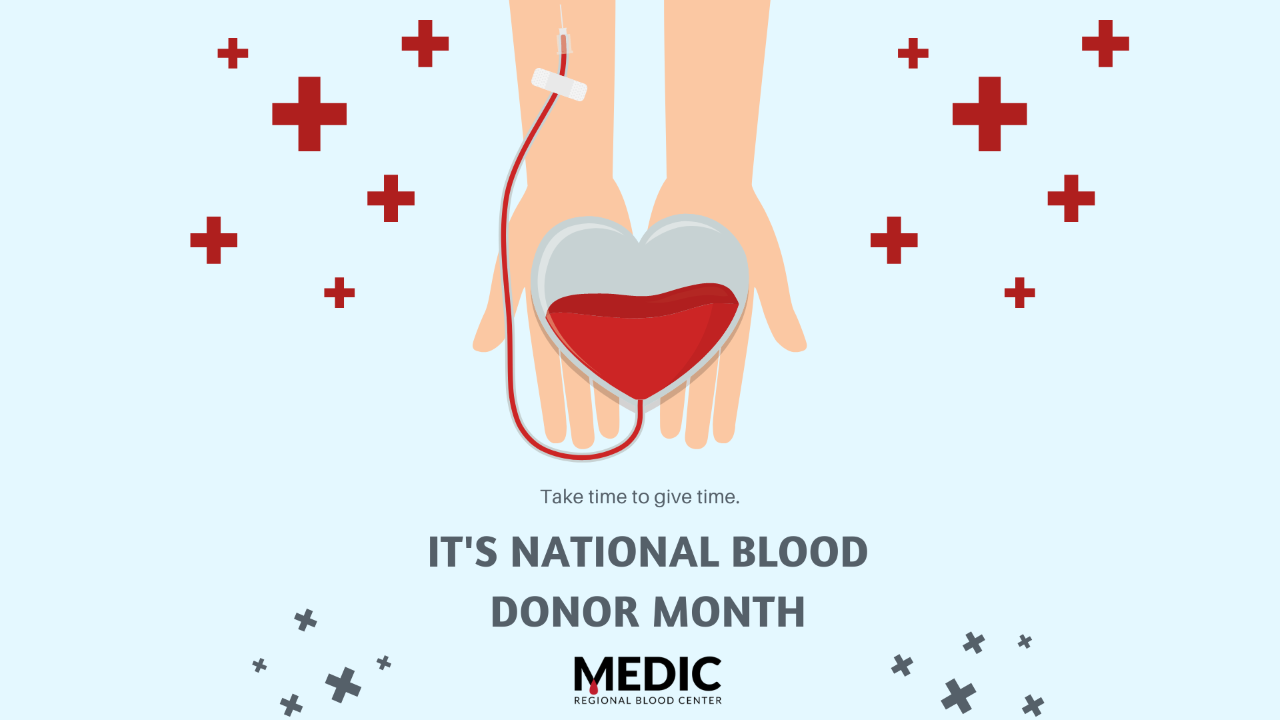 Take time to give time.
IT'S NATIONAL BLOOD
DONOR MONTH
MEDIC
REGIONAL BLOOD CENTER